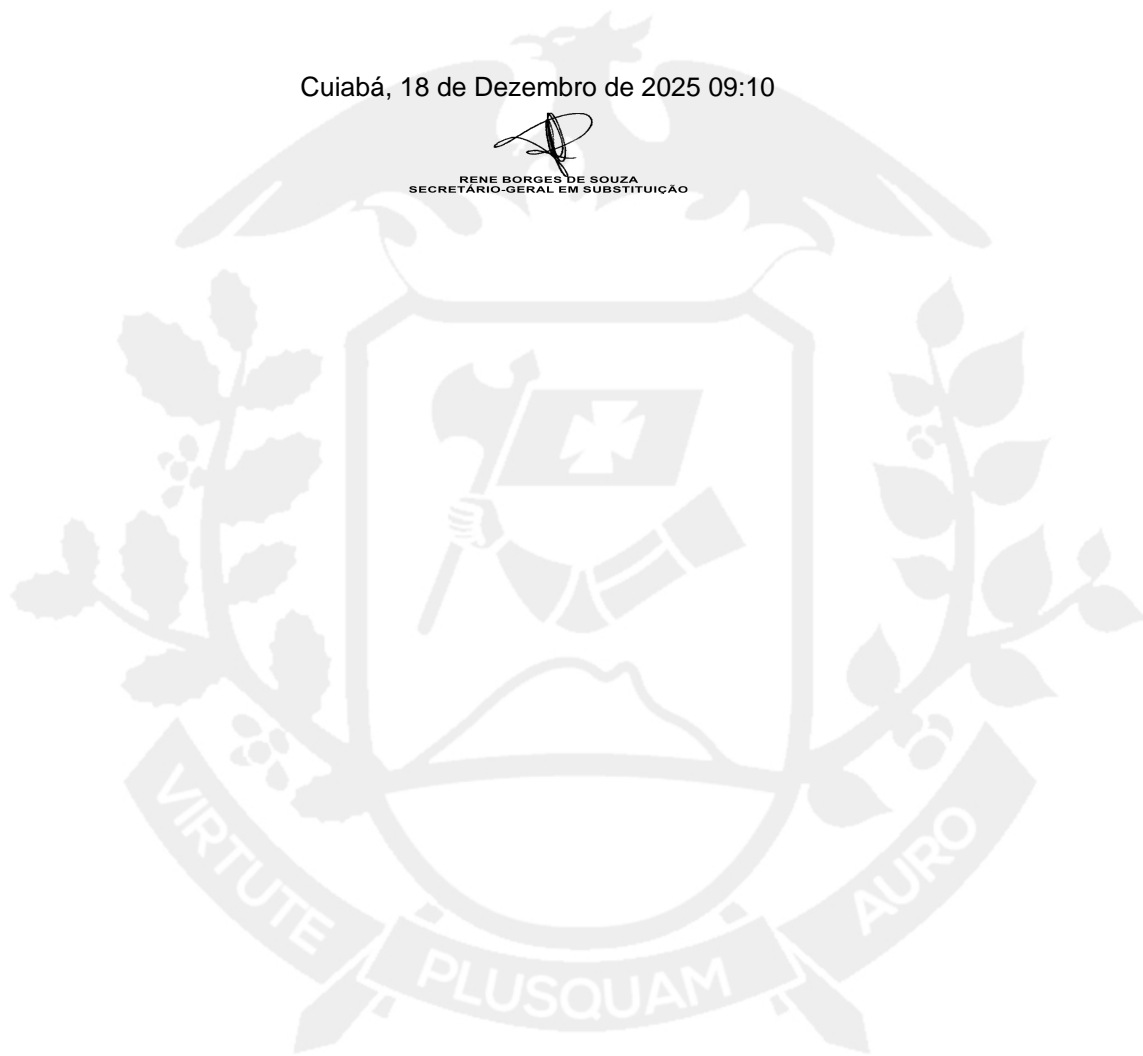 Cuiabá, 18 de Dezembro de 2025 09:10
RENE BORGES DE SOUZA
SECRETÁRIO-GERAL EM SUBSTITUIÇÃO
VIRTUTE PLUSQUAM AURO